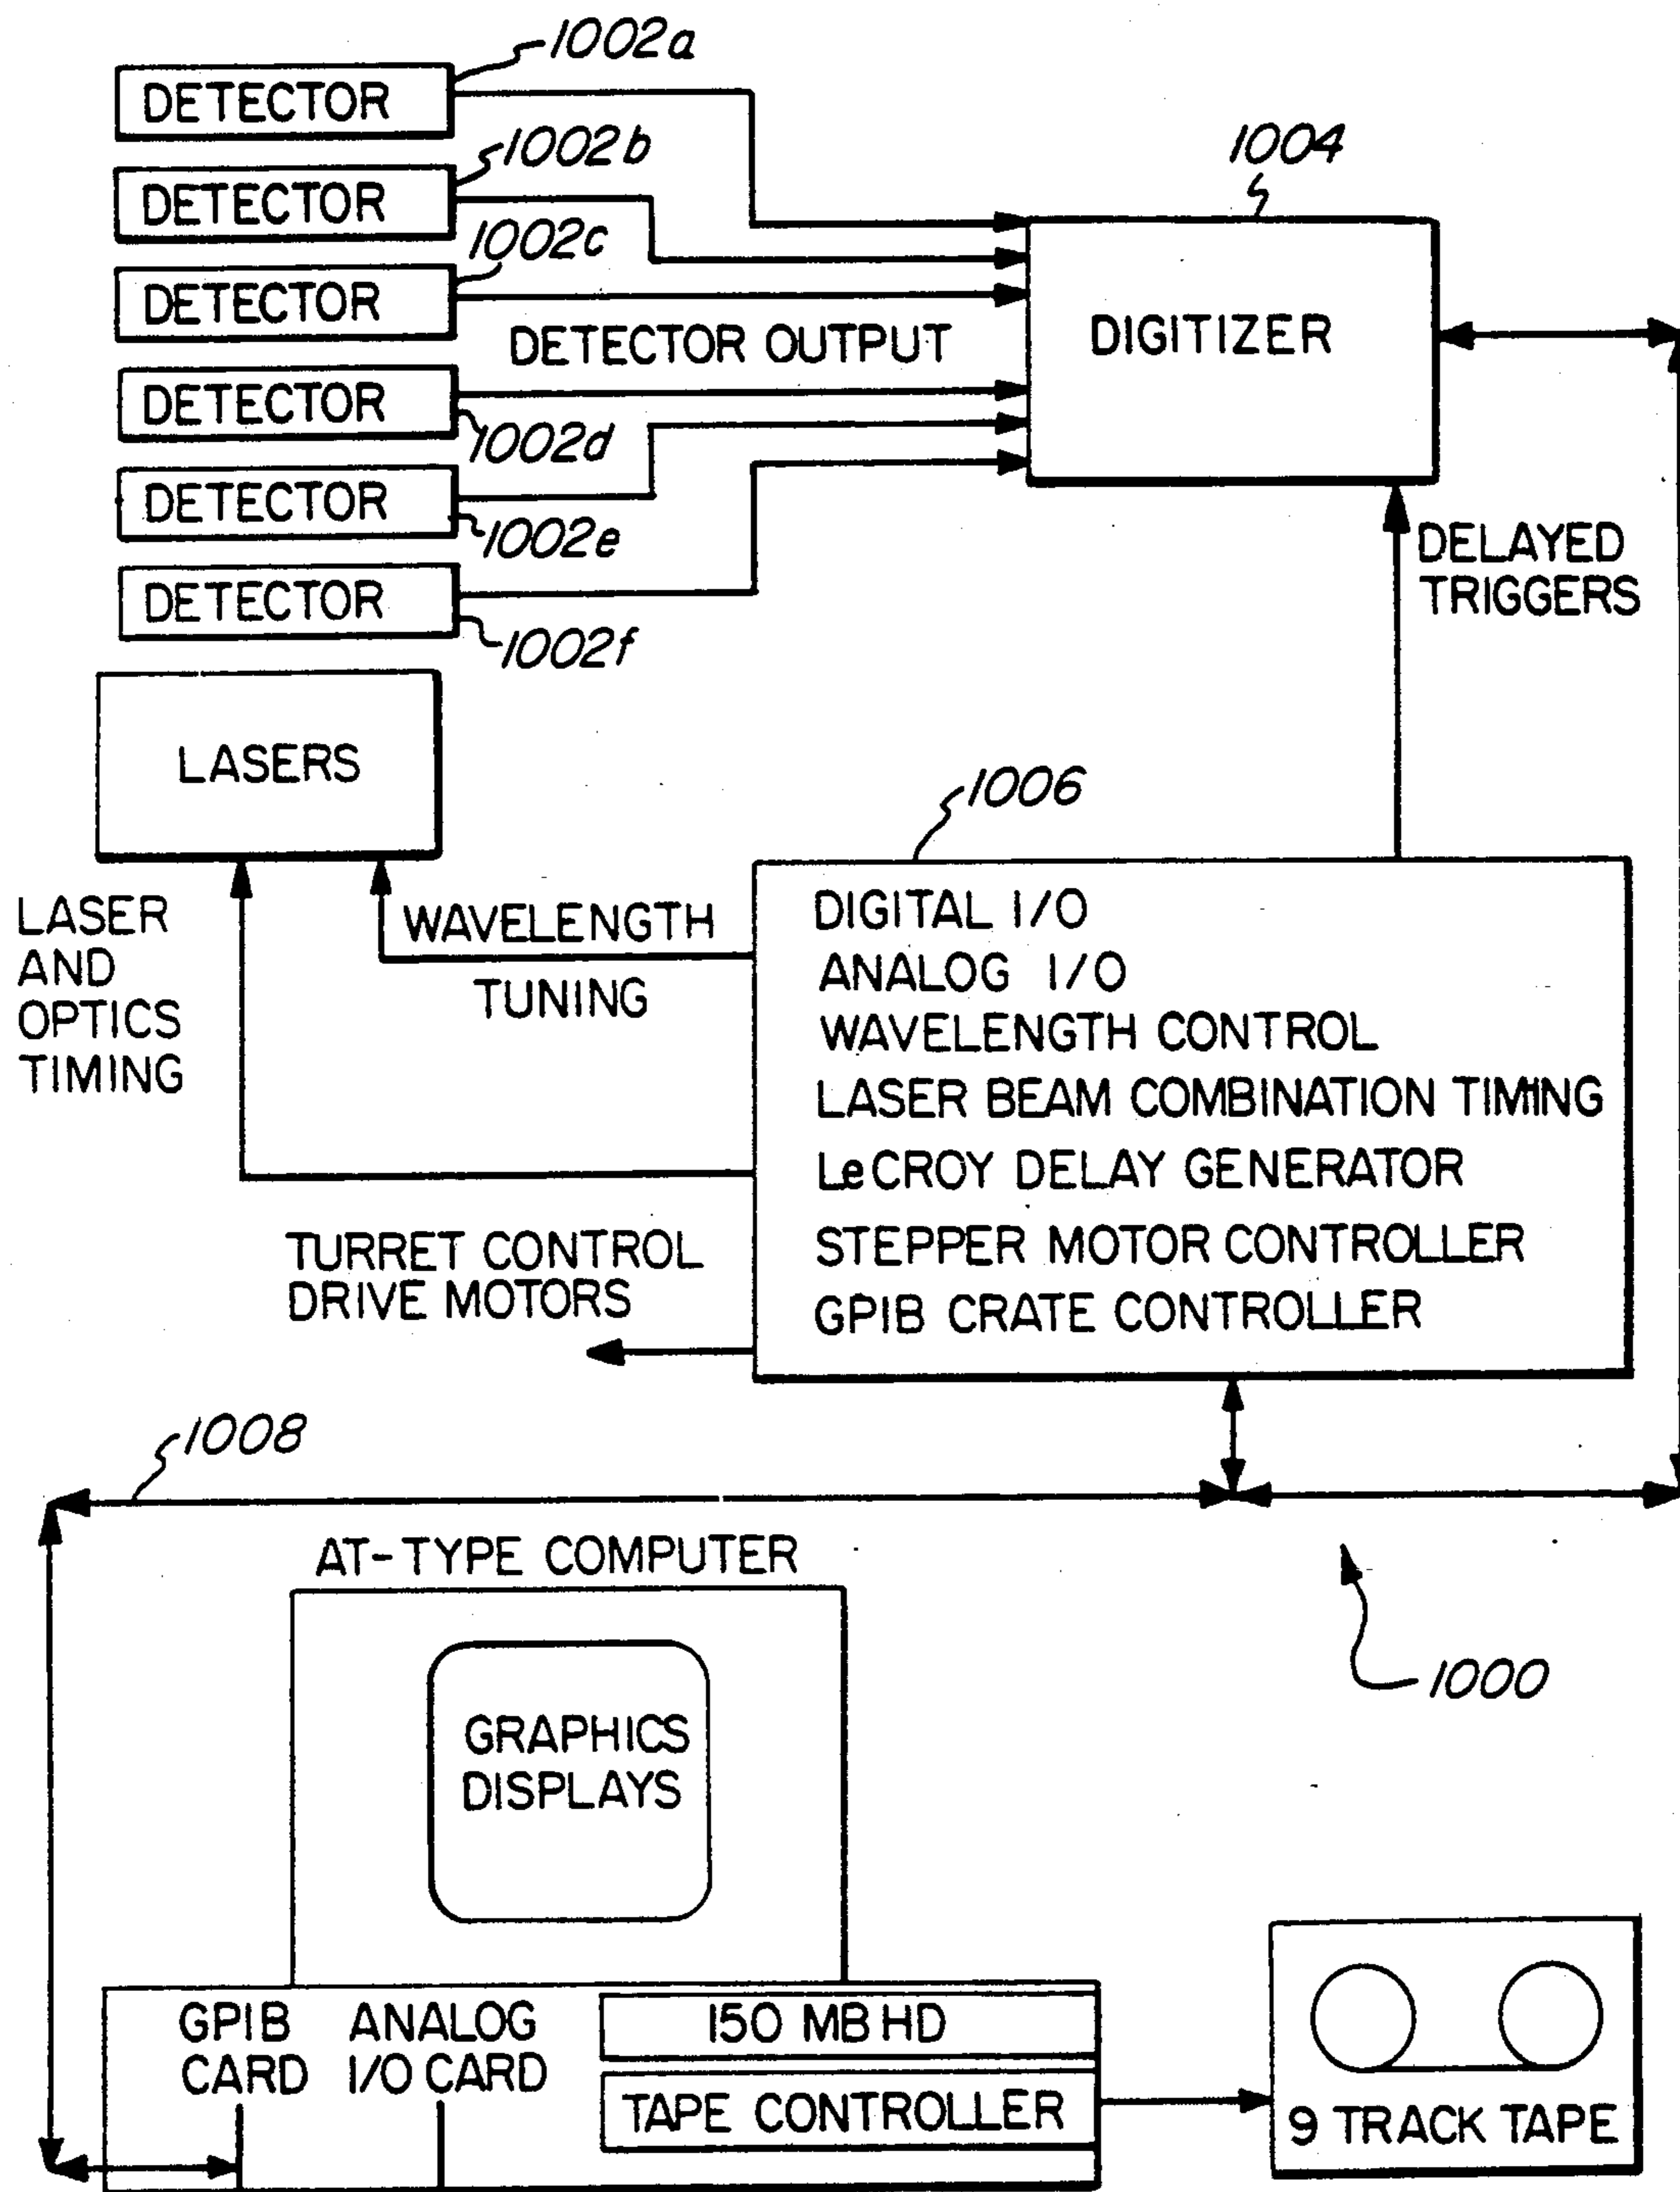 1002a
DETECTOR
1002b
DETECTOR
1004
1002c
DETECTOR
DETECTOR OUTPUT
DIGITIZER
DETECTOR
1002d
DETECTOR
1002e
DELAYED
TRIGGERS
DETECTOR
1002f
LASERS
1006
LASER
AND
OPTICS
TIMING
WAVELENGTH
TUNING
DIGITAL I/O
ANALOG I/O
WAVELENGTH CONTROL
LASER BEAM COMBINATION TIMING
LeCROY DELAY GENERATOR
STEPPER MOTOR CONTROLLER
GPIB CRATE CONTROLLER
TURRET CONTROL
DRIVE MOTORS
1008
AT-TYPE COMPUTER
1000
GRAPHICS
DISPLAYS
GPIB
CARD
ANALOG
I/O CARD
150 MB HD
TAPE CONTROLLER
9 TRACK TAPE